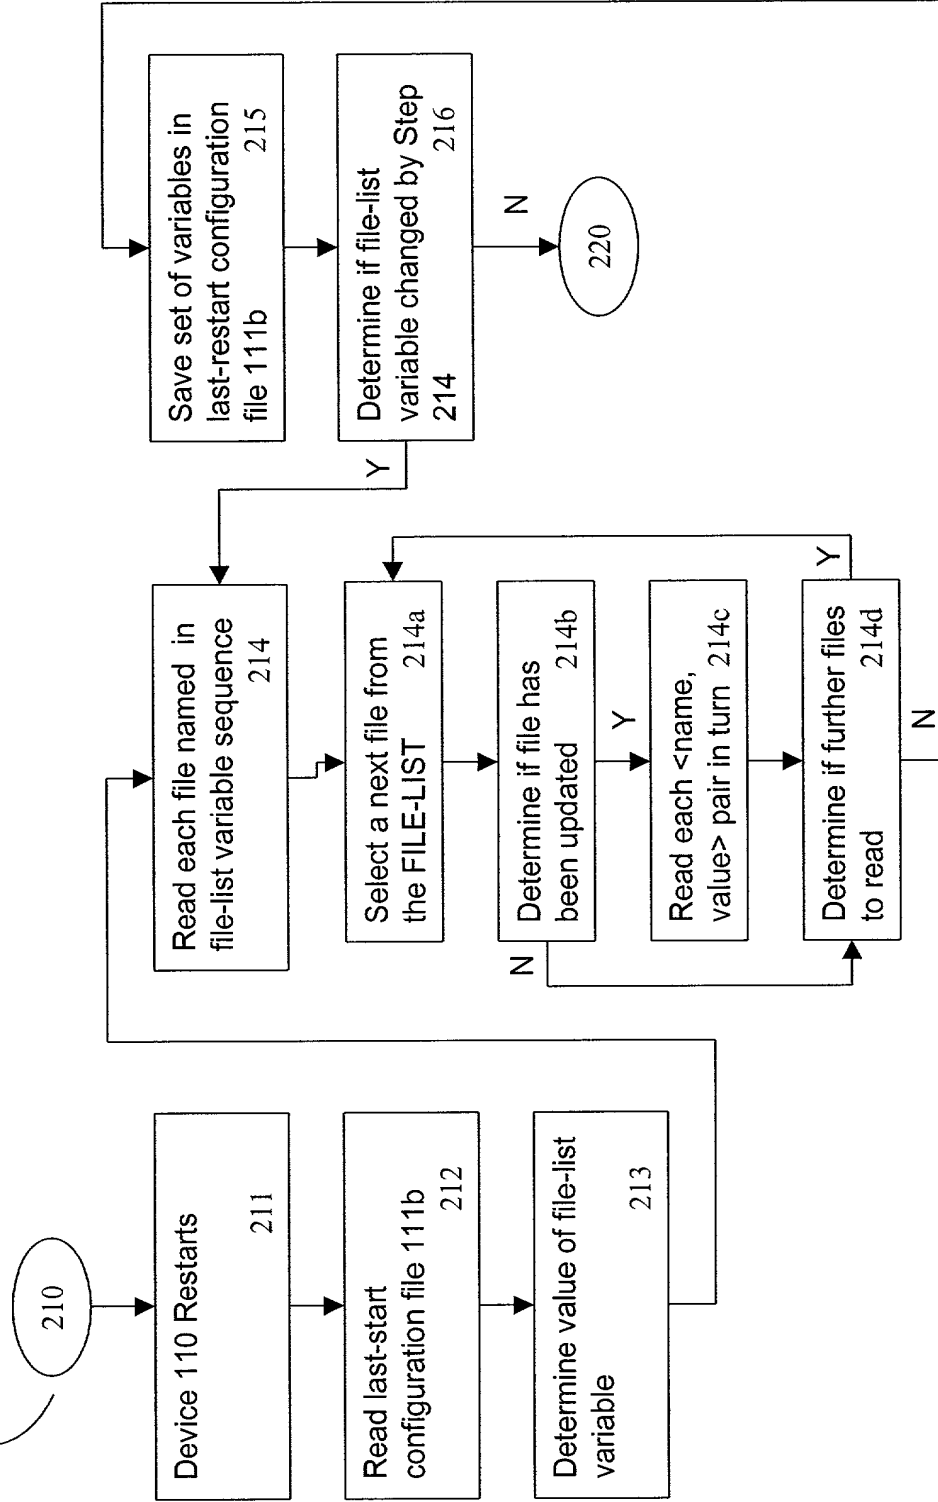 210
Device 110 Restarts
211
Read last-start
configuration file 111b
212
Determine value of file-list
variable
213
Read each file named in
file-list variable sequence
214
Select a next file from
the FILE-LIST 214a
Determine if file has
been updated 214b
N
Y
Read each <name,
value> pair in turn 214c
Determine if further files
to read 214d
Y
N
Save set of variables in
last-restart configuration
file 111b 215
Determine if file-list
variable changed by Step
214 216
Y
N
220